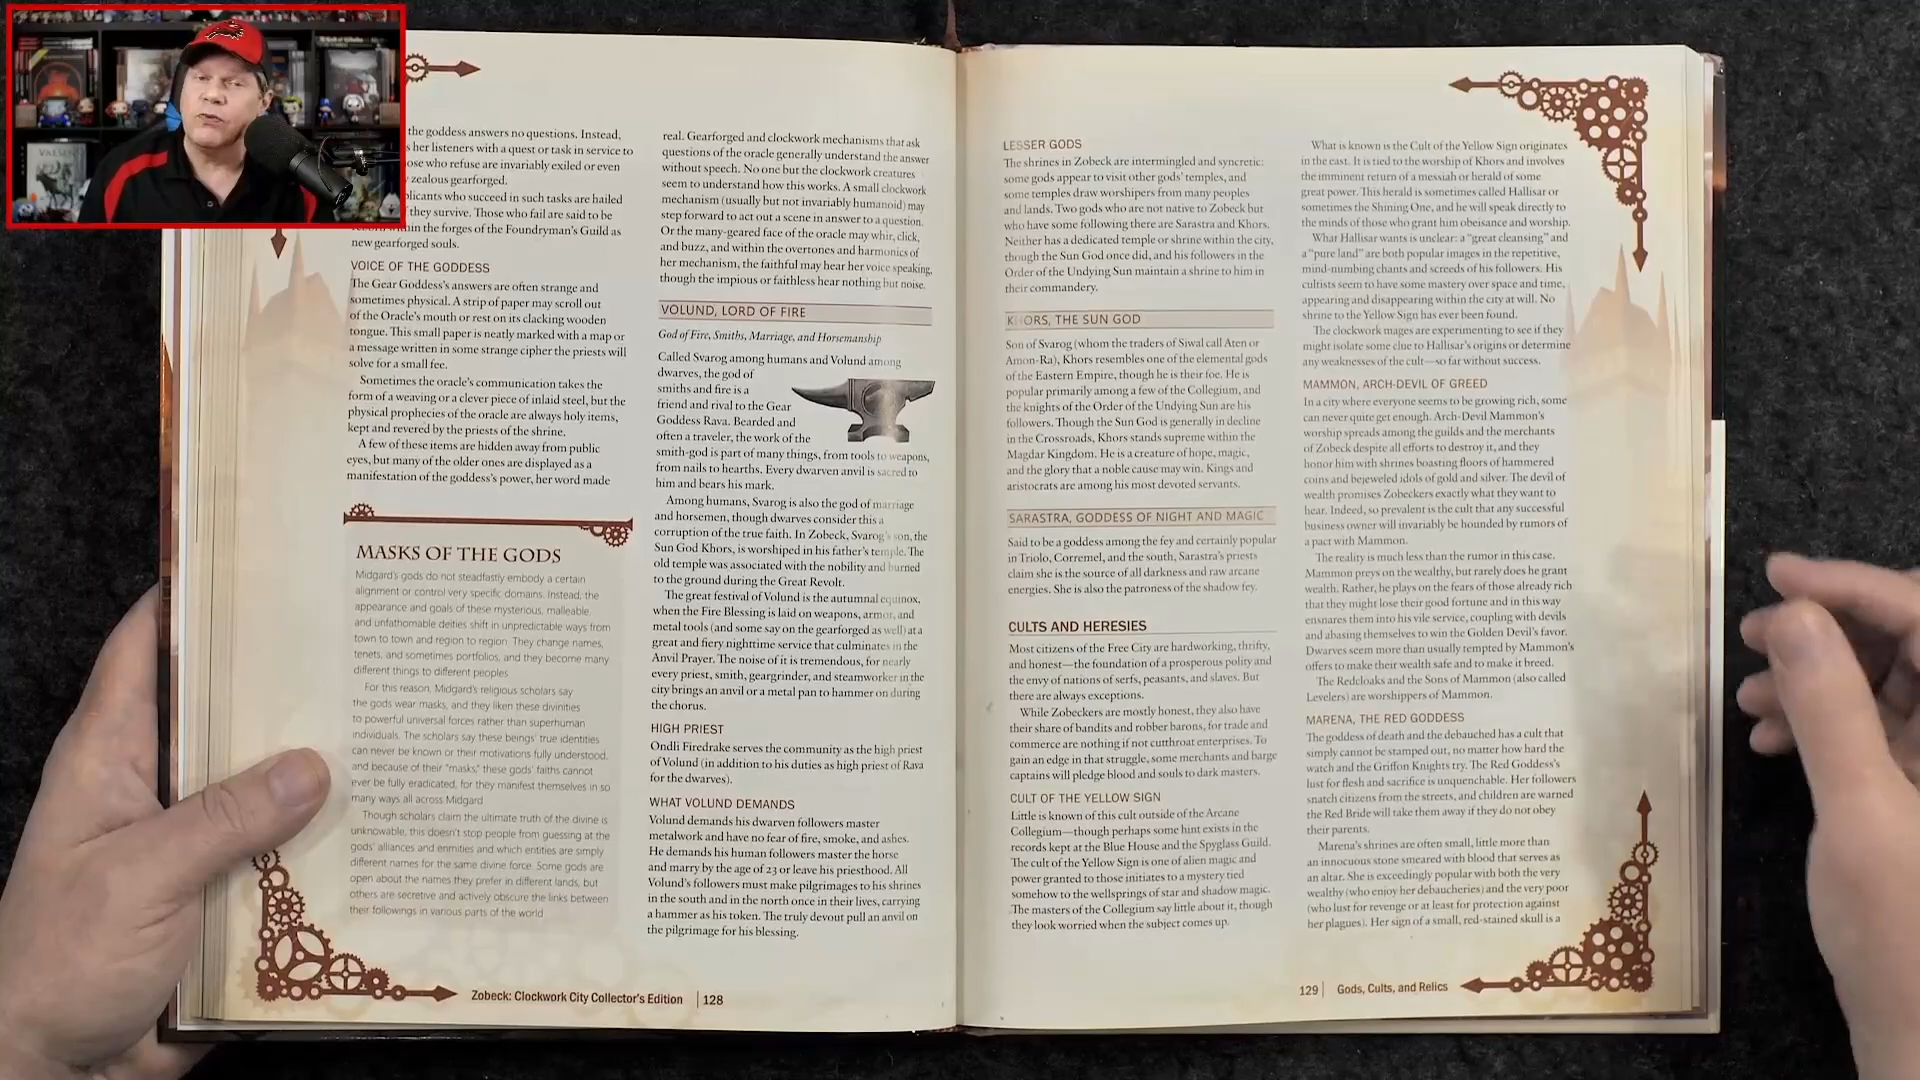 the goddess answers no questions. Instead,
her listeners with a quest or task in service to
ose who refuse are invariably exiled or even
zealous gearforged.
plicants who succeed in such tasks are hailed
they survive. Those who fail are said to be
in the forges of the Foundryman's Guild as
new gearforged souls.
VOICE OF THE GODDESS
The Gear Goddess's answers are often strange and
sometimes physical. A strip of paper may scroll out
of the Oracle's mouth or rest on its clacking wooden
tongue. This small paper is neatly marked with a map or
a message written in some strange cipher the priests will
solve for a small fee.
Sometimes the oracle's communication takes the
form of a weaving or a clever piece of inlaid steel, but the
physical prophecies of the oracle are always holy items,
kept and revered by the priests of the shrine.
A few of these items are hidden away from public
eyes, but many of the older ones are displayed as a
manifestation of the goddess's power, her word made
MASKS OF THE GODS
Midgard's gods do not steadfastly embody a certain
alignment or control very specific domains. Instead, the
appearance and goals of these mysterious, malleable,
and unfathomable deities shift in unpredictable ways from
town to town and region to region. They change names,
tenets, and sometimes portfolios, and they become many
different things to different peoples
For this reason, Midgard's religious scholars say
the gods wear masks, and they liken these divinities
to powerful universal forces rather than superhuman
individuals. The scholars say these beings' true identities
can never be known or their motivations fully understood,
and because of their "masks," these gods' faiths cannot
ever be fully eradicated, for they manifest themselves in so
many ways all across Midgard
Though scholars claim the ultimate truth of the divine is
unknowable, this doesn't stop people from guessing at the
gods' alliances and enmities and which entities are simply
different names for the same divine force. Some gods are
open about the names they prefer in different lands, but
others are secretive and actively obscure the links between
their followings in various parts of the world
real. Gearforged and clockwork mechanisms that ask
questions of the oracle generally understand the answer
without speech. No one but the clockwork creatures
seem to understand how this works. A small clockwork
mechanism (usually but not invariably humanoid) may
step forward to act out a scene in answer to a question.
Or the many-geared face of the oracle may whir, click,
and buzz, and within the overtones and harmonics of
her mechanism, the faithful may hear her voice speaking,
though the impious or faithless hear nothing but noise.
VOLUND, LORD OF FIRE
God of Fire, Smiths, Marriage, and Horsemanship
Called Svarog among humans and Volund among
dwarves, the god of
smiths and fire is a
friend and rival to the Gear
Goddess Rava. Bearded and
often a traveler, the work of the
smith-god is part of many things, from tools to weapons,
from nails to hearths. Every dwarven anvil is sacred to
him and bears his mark.
Among humans, Svarog is also the god of marriage
and horsemen, though dwarves consider this a
corruption of the true faith. In Zobeck, Svarog's son, the
Sun God Khors, is worshiped in his father's temple. The
old temple was associated with the nobility and burned
to the ground during the Great Revolt.
The great festival of Volund is the autumnal equinox,
when the Fire Blessing is laid on weapons, armor, and
metal tools (and some say on the gearforged as well) at a
great and fiery nighttime service that culminates in the
Anvil Prayer. The noise of it is tremendous, for nearly
every priest, smith, geargrinder, and steamworker in the
city brings an anvil or a metal pan to hammer on during
the chorus.
HIGH PRIEST
Ondli Firedrake serves the community as the high priest
of Volund (in addition to his duties as high priest of Rava
for the dwarves).
WHAT VOLUND DEMANDS
Volund demands his dwarven followers master
metalwork and have no fear of fire, smoke, and ashes.
He demands his human followers master the horse
and marry by the age of 23 or leave his priesthood. All
Volund's followers must make pilgrimages to his shrines
in the south and in the north once in their lives, carrying
a hammer as his token. The truly devout pull an anvil on
the pilgrimage for his blessing.
Zobeck: Clockwork City Collector's Edition | 128
LESSER GODS
The shrines in Zobeck are intermingled and syncretic:
some gods appear to visit other gods' temples, and
some temples draw worshipers from many peoples
and lands. Two gods who are not native to Zobeck but
who have some following there are Sarastra and Khors.
Neither has a dedicated temple or shrine within the city,
though the Sun God once did, and his followers in the
Order of the Undying Sun maintain a shrine to him in
their commandery.
KHORS, THE SUN GOD
Son of Svarog (whom the traders of Siwal call Aten or
Amon-Ra), Khors resembles one of the elemental gods
of the Eastern Empire, though he is their foe. He is
popular primarily among a few of the Collegium, and
the knights of the Order of the Undying Sun are his
followers. Though the Sun God is generally in decline
in the Crossroads, Khors stands supreme within the
Magdar Kingdom. He is a creature of hope, magic,
and the glory that a noble cause may win. Kings and
aristocrats are among his most devoted servants.
SARASTRA, GODDESS OF NIGHT AND MAGIC
Said to be a goddess among the fey and certainly popular
in Triolo, Corremel, and the south, Sarastra's priests
claim she is the source of all darkness and raw arcane
energies. She is also the patroness of the shadow fey.
CULTS AND HERESIES
Most citizens of the Free City are hardworking, thrifty,
and honest—the foundation of a prosperous polity and
the envy of nations of serfs, peasants, and slaves. But
there are always exceptions.
While Zobeckers are mostly honest, they also have
their share of bandits and robber barons, for trade and
commerce are nothing if not cutthroat enterprises. To
gain an edge in that struggle, some merchants and barge
captains will pledge blood and souls to dark masters.
CULT OF THE YELLOW SIGN
Little is known of this cult outside of the Arcane
Collegium—though perhaps some hint exists in the
records kept at the Blue House and the Spyglass Guild.
The cult of the Yellow Sign is one of alien magic and
power granted to those initiates to a mystery tied
somehow to the wellsprings of star and shadow magic.
The masters of the Collegium say little about it, though
they look worried when the subject comes up.
What is known is the Cult of the Yellow Sign originates
in the east. It is tied to the worship of Khors and involves
the imminent return of a messiah or herald of some
great power. This herald is sometimes called Hallisar or
sometimes the Shining One, and he will speak directly to
the minds of those who grant him obeisance and worship.
What Hallisar wants is unclear: a "great cleansing" and
a "pure land" are both popular images in the repetitive,
mind-numbing chants and screeds of his followers. His
cultists seem to have some mastery over space and time,
appearing and disappearing within the city at will. No
shrine to the Yellow Sign has ever been found.
The clockwork mages are experimenting to see if they
might isolate some clue to Hallisar's origins or determine
any weaknesses of the cult—so far without success.
MAMMON, ARCH-DEVIL OF GREED
In a city where everyone seems to be growing rich, some
can never quite get enough. Arch-Devil Mammon's
worship spreads among the guilds and the merchants
of Zobeck despite all efforts to destroy it, and they
honor him with shrines boasting floors of hammered
coins and bejeweled idols of gold and silver. The devil of
wealth promises Zobeckers exactly what they want to
hear. Indeed, so prevalent is the cult that any successful
business owner will invariably be hounded by rumors of
a pact with Mammon.
The reality is much less than the rumor in this case.
Mammon preys on the wealthy, but rarely does he grant
wealth. Rather, he plays on the fears of those already rich
that they might lose their good fortune and in this way
ensnares them into his vile service, coupling with devils
and abasing themselves to win the Golden Devil's favor.
Dwarves seem more than usually tempted by Mammon's
offers to make their wealth safe and to make it breed.
The Redcloaks and the Sons of Mammon (also called
Levelers) are worshippers of Mammon.
MARENA, THE RED GODDESS
The goddess of death and the debauched has a cult that
simply cannot be stamped out, no matter how hard the
watch and the Griffon Knights try. The Red Goddess's
lust for flesh and sacrifice is unquenchable. Her followers
snatch citizens from the streets, and children are warned
the Red Bride will take them away if they do not obey
their parents.
Marena's shrines are often small, little more than
an innocuous stone smeared with blood that serves as
an altar. She is exceedingly popular with both the very
wealthy (who enjoy her debaucheries) and the very poor
(who lust for revenge or at least for protection against
her plagues). Her sign of a small, red-stained skull is a
129 | Gods, Cults, and Relics